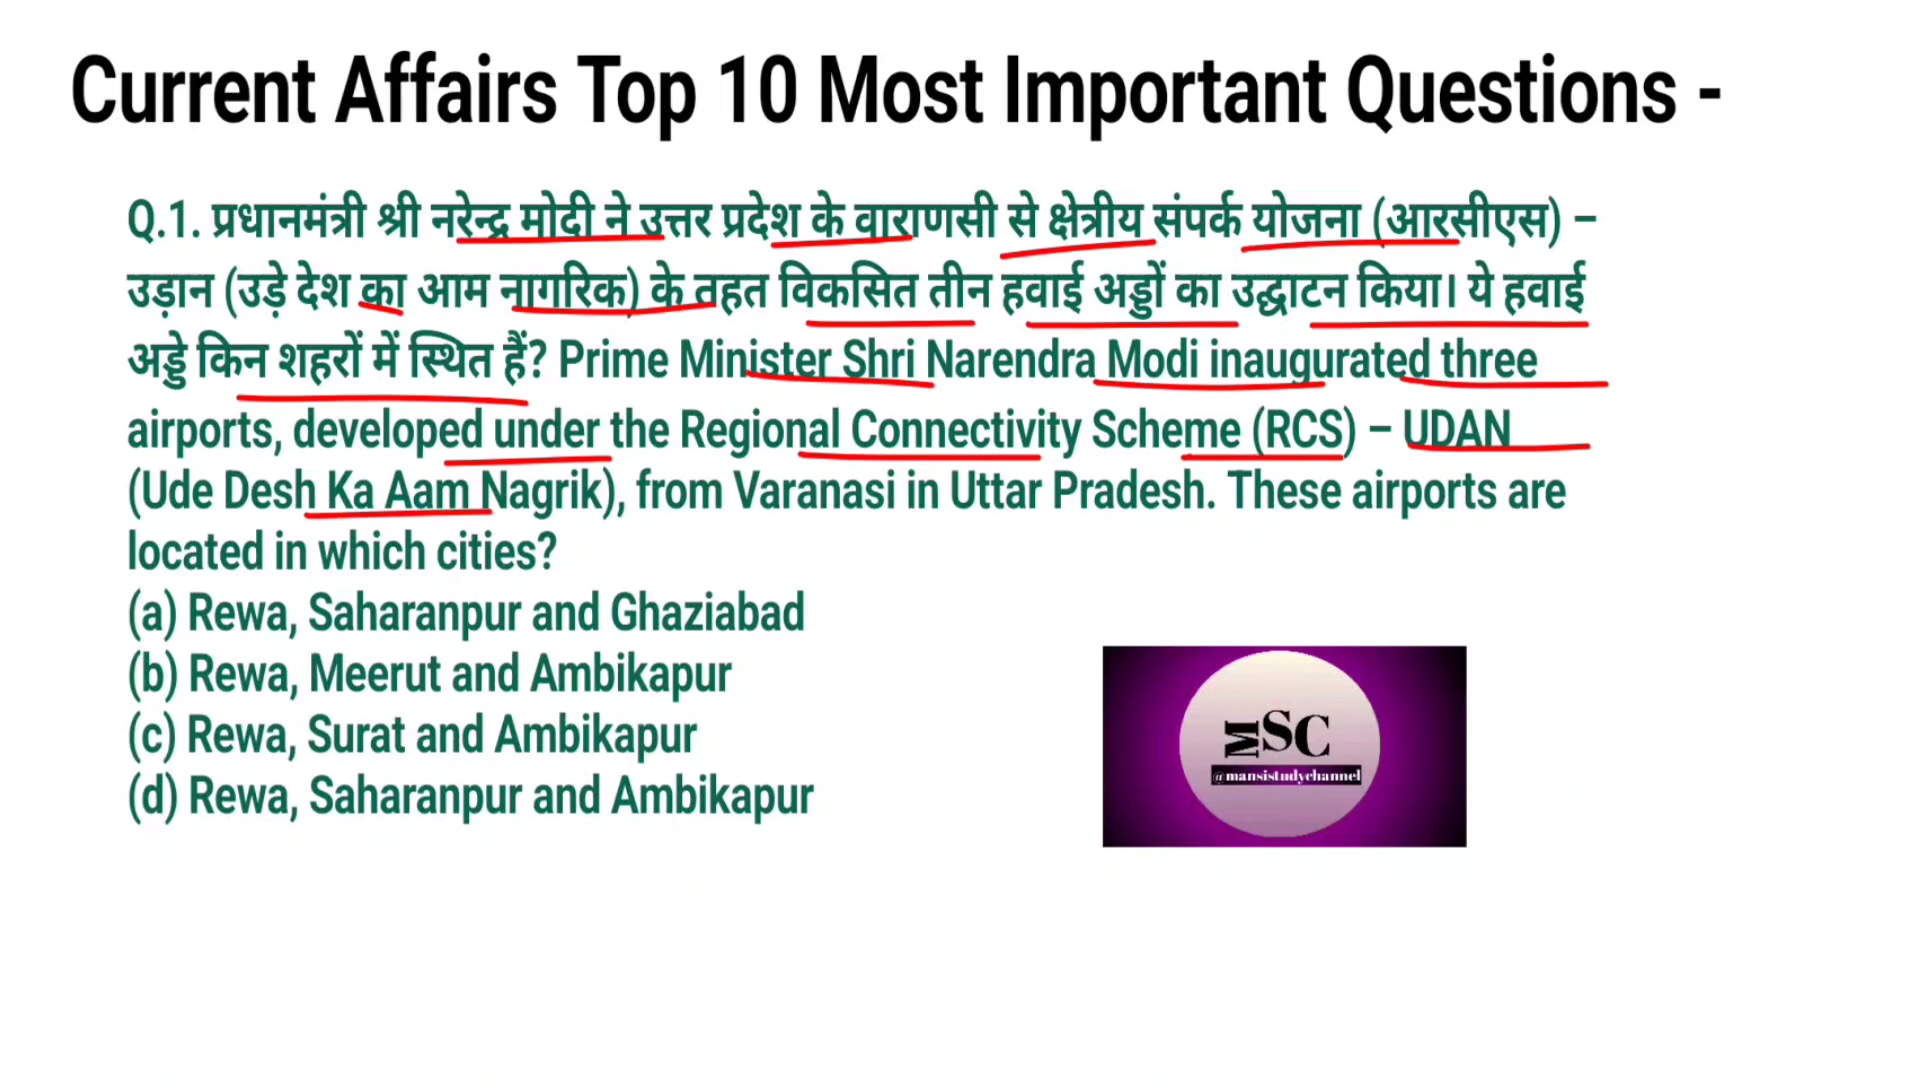 Current Affairs Top 10 Most Important Questions -
Q.1. प्रधानमंत्री श्री नरेन्द्र मोदी ने उत्तर प्रदेश के वाराणसी से क्षेत्रीय संपर्क योजना (आरसीएस) –
उड़ान (उड़े देश का आम नागरिक) के तहत विकसित तीन हवाई अड्डों का उद्घाटन किया। ये हवाई
अड्डे किन शहरों में स्थित हैं? Prime Minister Shri Narendra Modi inaugurated three
airports, developed under the Regional Connectivity Scheme (RCS) – UDAN
(Ude Desh Ka Aam Nagrik), from Varanasi in Uttar Pradesh. These airports are
located in which cities?
(a) Rewa, Saharanpur and Ghaziabad
(b) Rewa, Meerut and Ambikapur
(c) Rewa, Surat and Ambikapur
(d) Rewa, Saharanpur and Ambikapur
MSC
@mansistudychannel